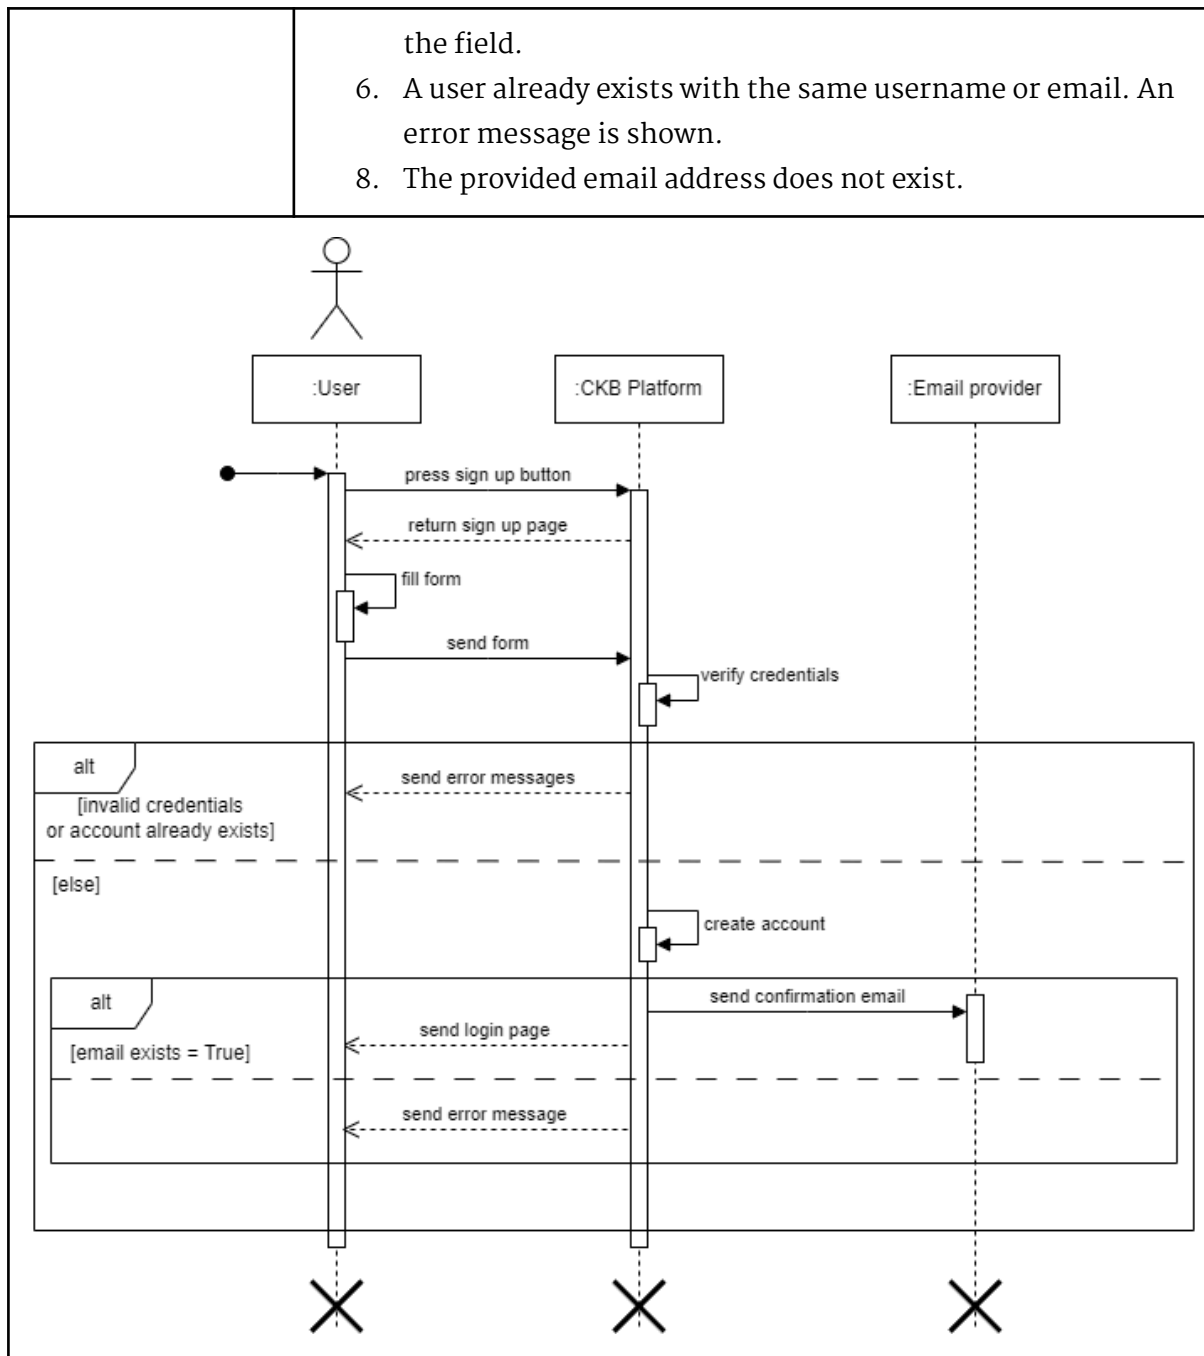 the field.
6. A user already exists with the same username or email. An
error message is shown.
8. The provided email address does not exist.
:User
:CKB Platform
:Email provider
press sign up button
return sign up page
fill form
send form
verify credentials
alt
send error messages
[invalid credentials
or account already exists]
[else]
create account
alt
send confirmation email
send login page
[email exists = True]
send error message